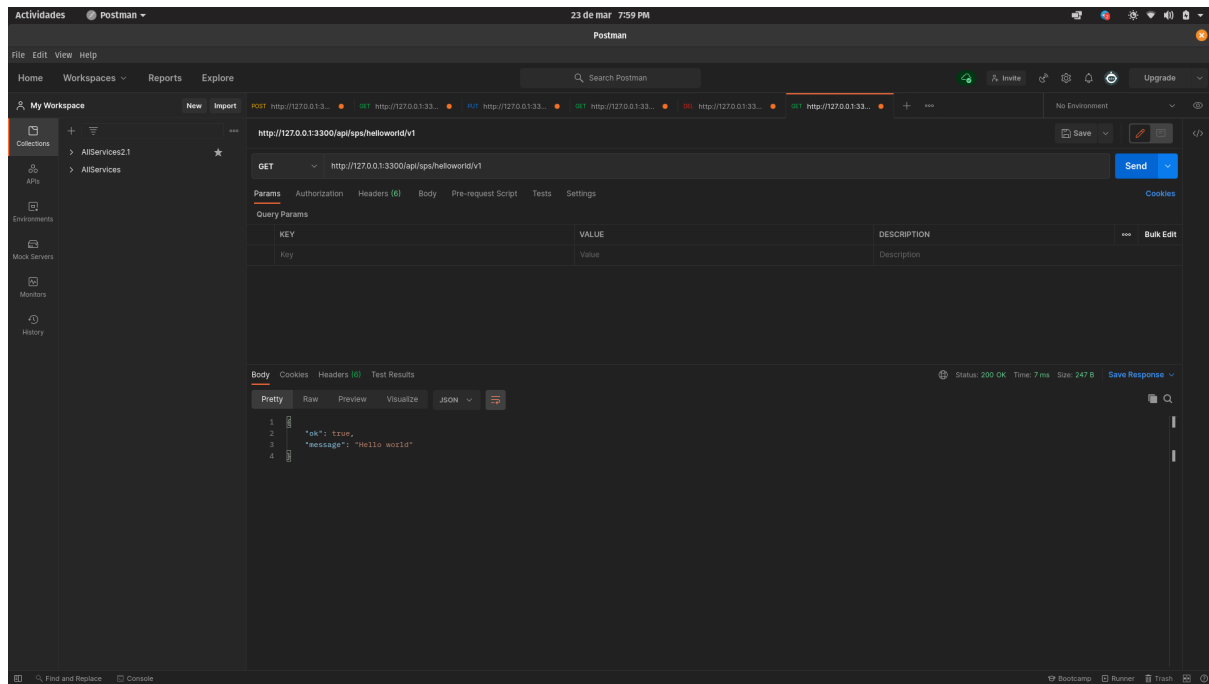 Actividades Postman 23 de mar 7:59 PM
Postman
File Edit View Help
Home Workspaces Reports Explore Search Postman Invite Upgrade
My Workspace New Import POST http://127.0.0.1:3... GET http://127.0.0.1:33... PUT http://127.0.0.1:33... GET http://127.0.0.1:33... DEL http://127.0.0.1:33... GET http://127.0.0.1:33... No Environment
Collections
APIs
Environments
Mock Servers
Monitors
History
AllServices2.1
AllServices
http://127.0.0.1:3300/api/sps/helloworld/v1 Save
GET http://127.0.0.1:3300/api/sps/helloworld/v1 Send
Params Authorization Headers (6) Body Pre-request Script Tests Settings Cookies
Query Params
KEY VALUE DESCRIPTION Bulk Edit
Key Value Description
Body Cookies Headers (6) Test Results Status: 200 OK Time: 7 ms Size: 247 B Save Response
Pretty Raw Preview Visualize JSON
1 {
2 "ok": true,
3 "message": "Hello world"
4 }
Find and Replace Console Bootcamp Runner Trash